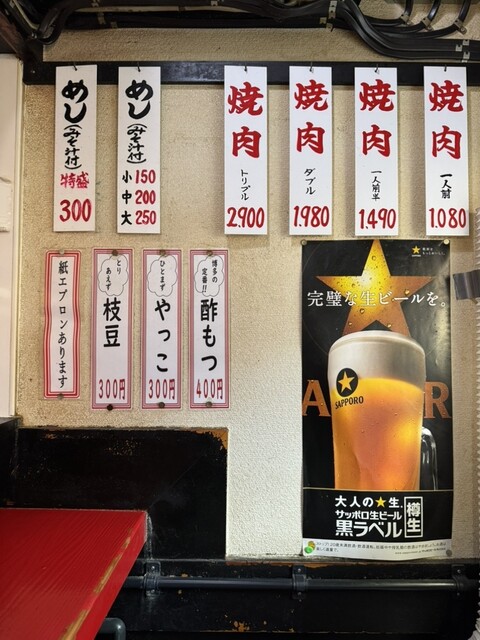 焼肉
一人前
1.080
焼肉
一人前半
1.490
焼肉
ダブル
1.980
焼肉
トリプル
2.900
めし(みそ汁付)
小 150
中 200
大 250
めし(みそ汁付)
特盛
300
博多の
定番!!
酢もつ
400円
ひとまず
やっこ
300円
とり
あえず
枝豆
300円
紙エプロンあります
完璧な生ビールを。
SAPPORO
大人の★生。
サッポロ生ビール
黒ラベル
樽生